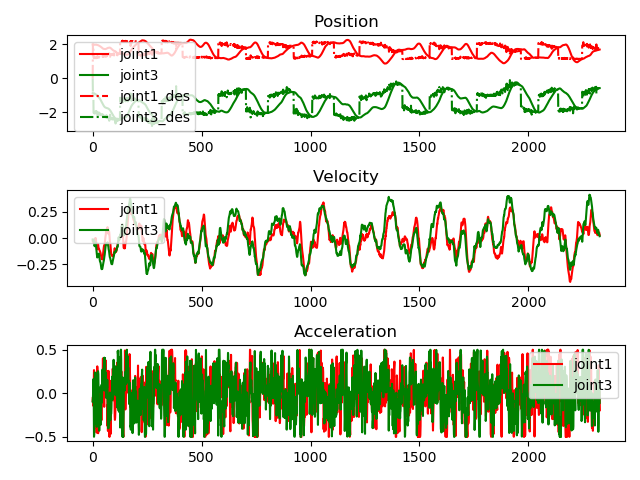 Position
2
0
−2
joint1
joint3
joint1_des
joint3_des
0 500 1000 1500 2000
Velocity
0.25
0.00
−0.25
joint1
joint3
0 500 1000 1500 2000
Acceleration
0.5
0.0
−0.5
joint1
joint3
0 500 1000 1500 2000